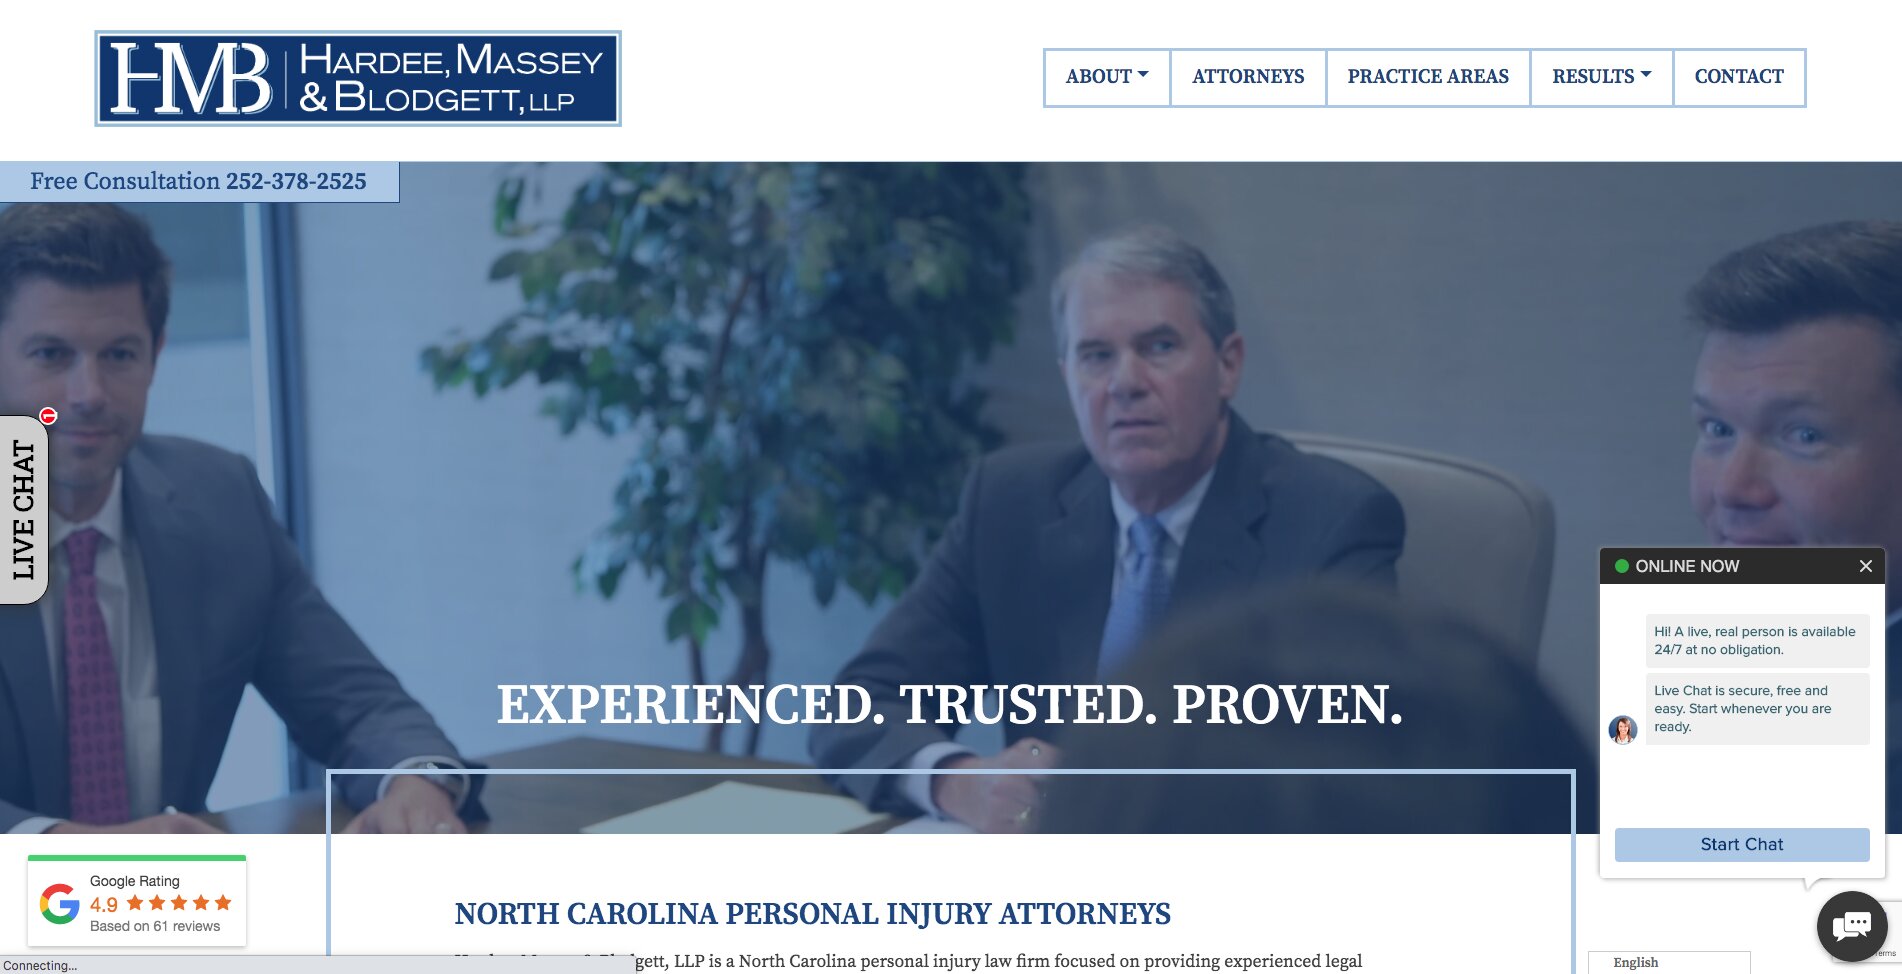 HMB
HARDEE, MASSEY
& BLODGETT, LLP
ABOUT
ATTORNEYS
PRACTICE AREAS
RESULTS
CONTACT
Free Consultation 252-378-2525
LIVE CHAT
1
EXPERIENCED. TRUSTED. PROVEN.
ONLINE NOW
Hi! A live, real person is available
24/7 at no obligation.
Live Chat is secure, free and
easy. Start whenever you are
ready.
Start Chat
Google Rating
4.9
Based on 61 reviews
NORTH CAROLINA PERSONAL INJURY ATTORNEYS
LLP is a North Carolina personal injury law firm focused on providing experienced legal
English
Terms
Connecting...